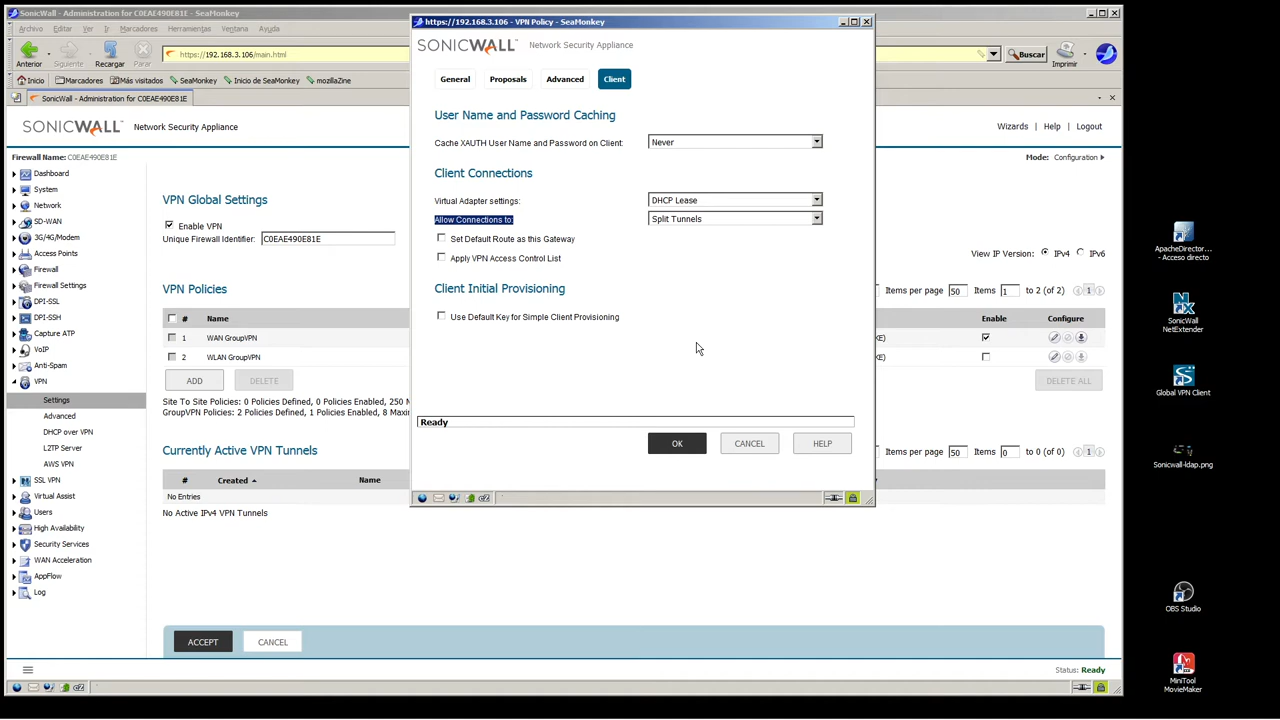 SonicWall - Administration for C0EAE490E81E - SeaMonkey
Archivo Editar Ver Ir Marcadores Herramientas Ventana Ayuda
Anterior Siguiente Recargar Parar
https://192.168.3.106/main.html
Buscar
Imprimir
Inicio Marcadores Más visitados SeaMonkey Inicio de SeaMonkey mozillaZine
SonicWall - Administration for C0EAE490E81E
SONICWALL Network Security Appliance
Wizards | Help | Logout
Firewall Name: C0EAE490E81E
Mode: Configuration
Dashboard
System
Network
SD-WAN
3G/4G/Modem
Access Points
Firewall
Firewall Settings
DPI-SSL
DPI-SSH
Capture ATP
VoIP
Anti-Spam
VPN
Settings
Advanced
DHCP over VPN
L2TP Server
AWS VPN
SSL VPN
Virtual Assist
Users
High Availability
Security Services
WAN Acceleration
AppFlow
Log
VPN Global Settings
Enable VPN
Unique Firewall Identifier: C0EAE490E81E
View IP Version: IPv4 IPv6
VPN Policies
Items per page 50 Items 1 to 2 (of 2) 1
# Name Enable Configure
1 WAN GroupVPN
2 WLAN GroupVPN
ADD DELETE DELETE ALL
Site To Site Policies: 0 Policies Defined, 0 Policies Enabled, 250 M
GroupVPN Policies: 2 Policies Defined, 1 Policies Enabled, 8 Maxim
Currently Active VPN Tunnels
Items per page 50 Items 0 to 0 (of 0) 1
# Created Name
No Entries
No Active IPv4 VPN Tunnels
ACCEPT CANCEL
Status: Ready
https://192.168.3.106 - VPN Policy - SeaMonkey
SONICWALL Network Security Appliance
General Proposals Advanced Client
User Name and Password Caching
Cache XAUTH User Name and Password on Client: Never
Client Connections
Virtual Adapter settings: DHCP Lease
Allow Connections to: Split Tunnels
Set Default Route as this Gateway
Apply VPN Access Control List
Client Initial Provisioning
Use Default Key for Simple Client Provisioning
Ready
OK CANCEL HELP
ApacheDirector...
- Acceso directo
SonicWall
NetExtender
Global VPN Client
Sonicwall-ldap.png
OBS Studio
MiniTool
MovieMaker